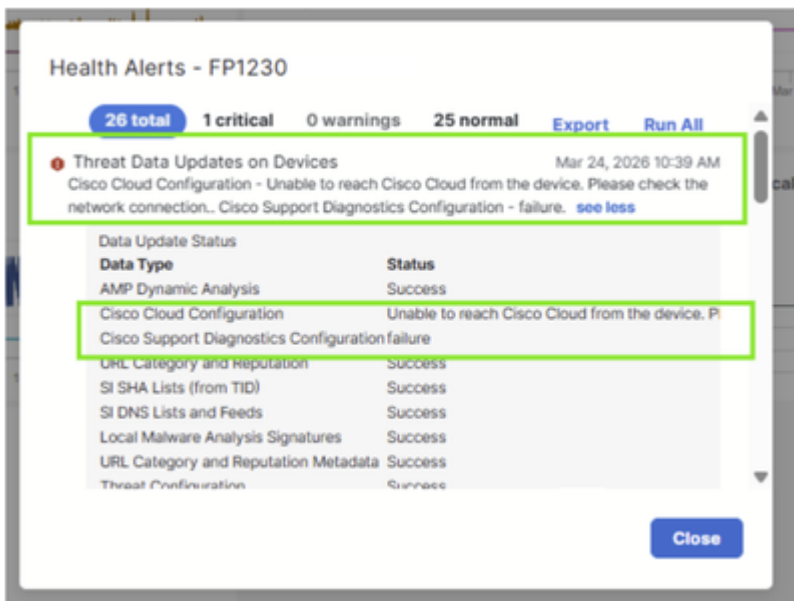 Health Alerts - FP1230
26 total 1 critical 0 warnings 25 normal Export Run All
Threat Data Updates on Devices Mar 24, 2026 10:39 AM
Cisco Cloud Configuration - Unable to reach Cisco Cloud from the device. Please check the
network connection.. Cisco Support Diagnostics Configuration - failure. see less
Data Update Status
Data Type Status
AMP Dynamic Analysis Success
Cisco Cloud Configuration Unable to reach Cisco Cloud from the device. Pl
Cisco Support Diagnostics Configuration failure
URL Category and Reputation Success
SI SHA Lists (from TID) Success
SI DNS Lists and Feeds Success
Local Malware Analysis Signatures Success
URL Category and Reputation Metadata Success
Threat Configuration Success
Close